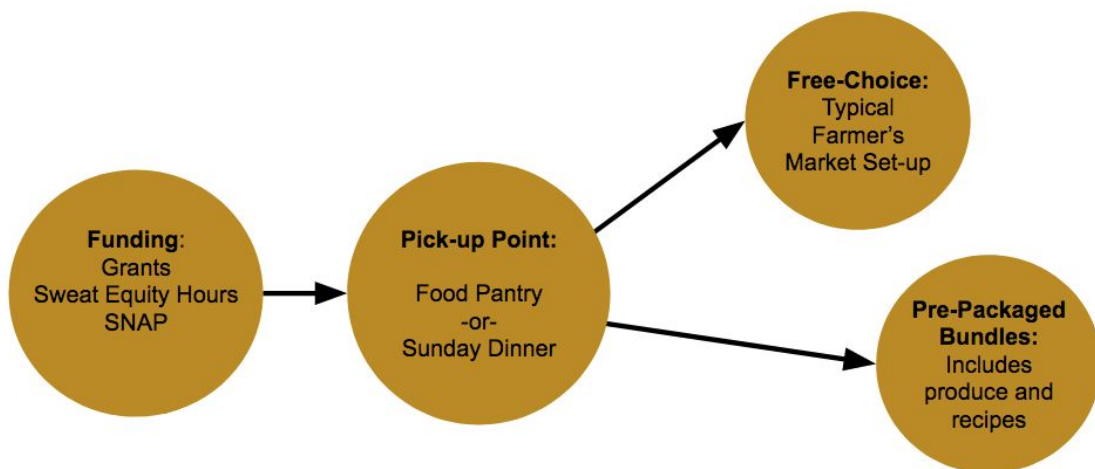 Funding:
Grants
Sweat Equity Hours
SNAP
Pick-up Point:
Food Pantry
-or-
Sunday Dinner
Free-Choice:
Typical
Farmer's
Market Set-up
Pre-Packaged
Bundles:
Includes
produce and
recipes